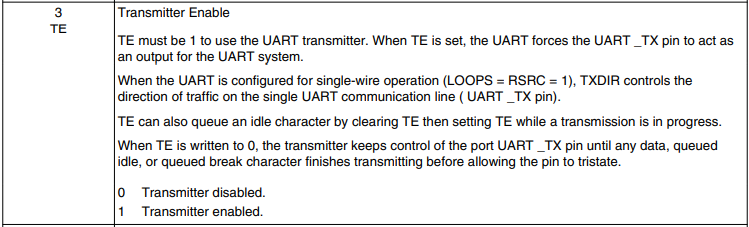 3
TE
Transmitter Enable
TE must be 1 to use the UART transmitter. When TE is set, the UART forces the UART _TX pin to act as
an output for the UART system.
When the UART is configured for single-wire operation (LOOPS = RSRC = 1), TXDIR controls the
direction of traffic on the single UART communication line ( UART _TX pin).
TE can also queue an idle character by clearing TE then setting TE while a transmission is in progress.
When TE is written to 0, the transmitter keeps control of the port UART _TX pin until any data, queued
idle, or queued break character finishes transmitting before allowing the pin to tristate.
0 Transmitter disabled.
1 Transmitter enabled.